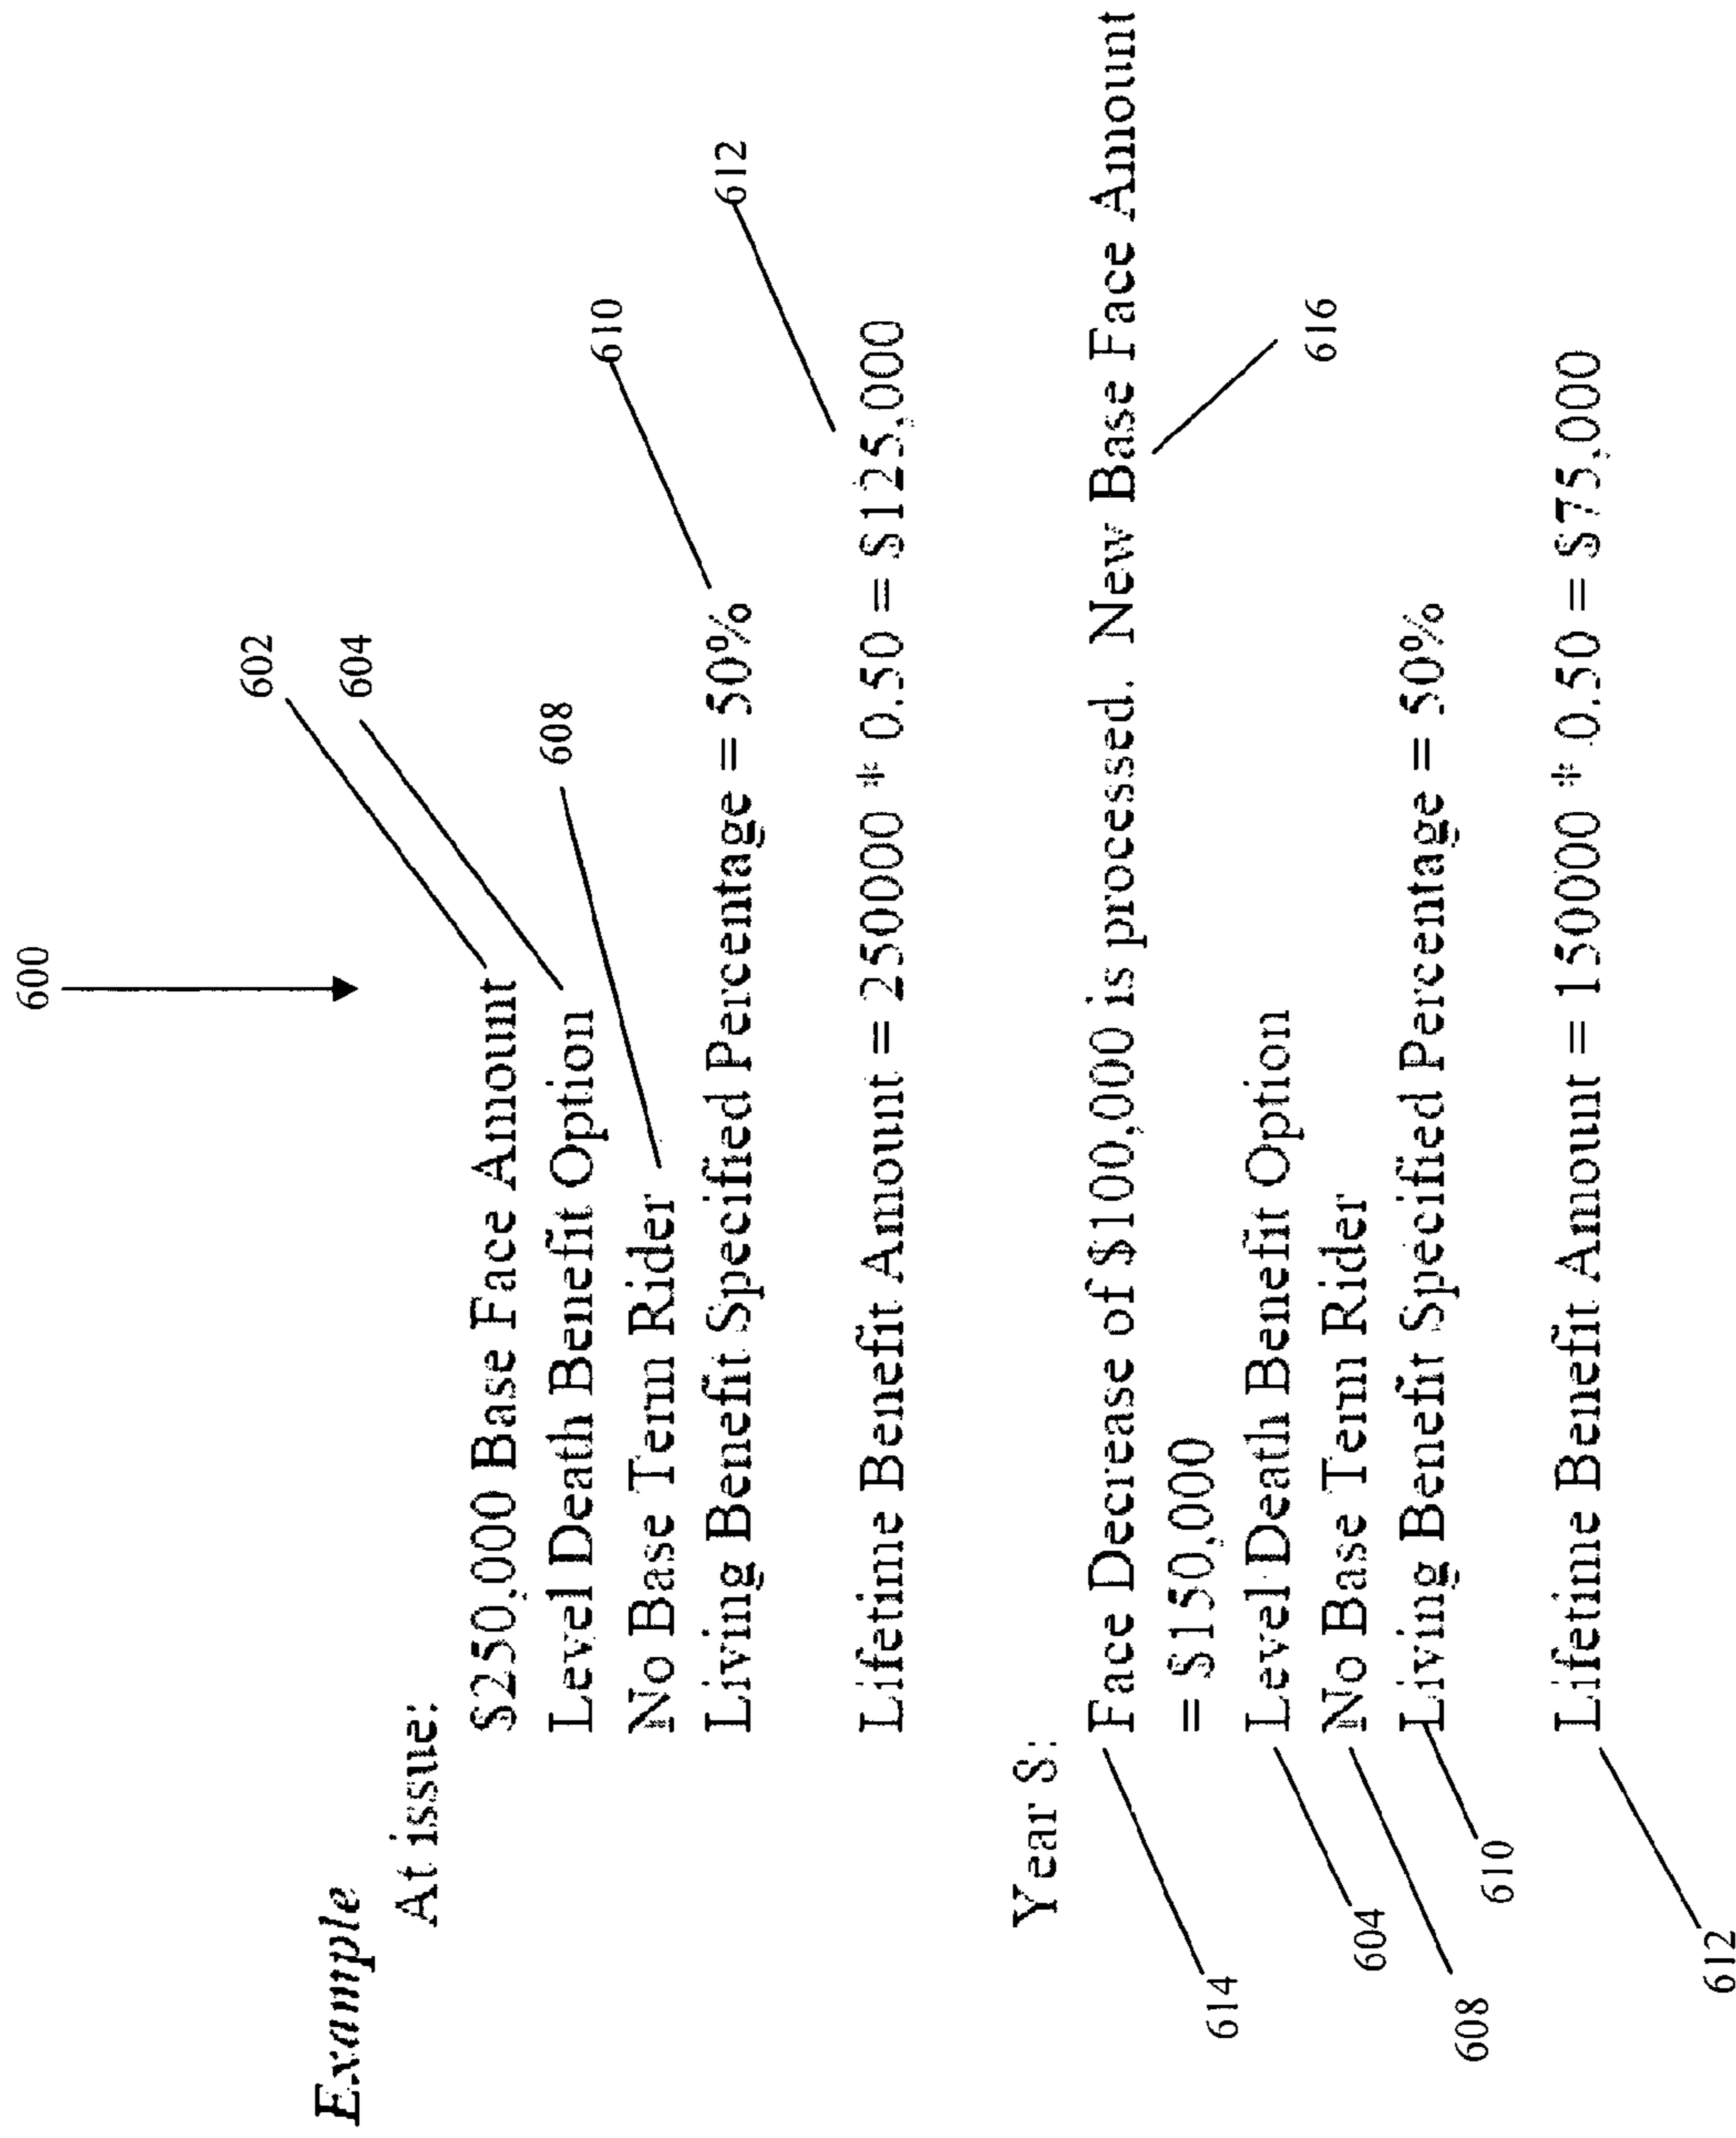 600
602
Example
604
At issue:
$250,000 Base Face Amount
608
Level Death Benefit Option
610
No Base Term Rider
Living Benefit Specified Percentage = 50%
612
Lifetime Benefit Amount = 250000 * 0.50 = $125,000
Year 8:
Face Decrease of $100,000 is processed. New Base Face Amount
= $150,000
614
Level Death Benefit Option
616
No Base Term Rider
604
Living Benefit Specified Percentage = 50%
608
610
Lifetime Benefit Amount = 150000 * 0.50 = $75,000
612